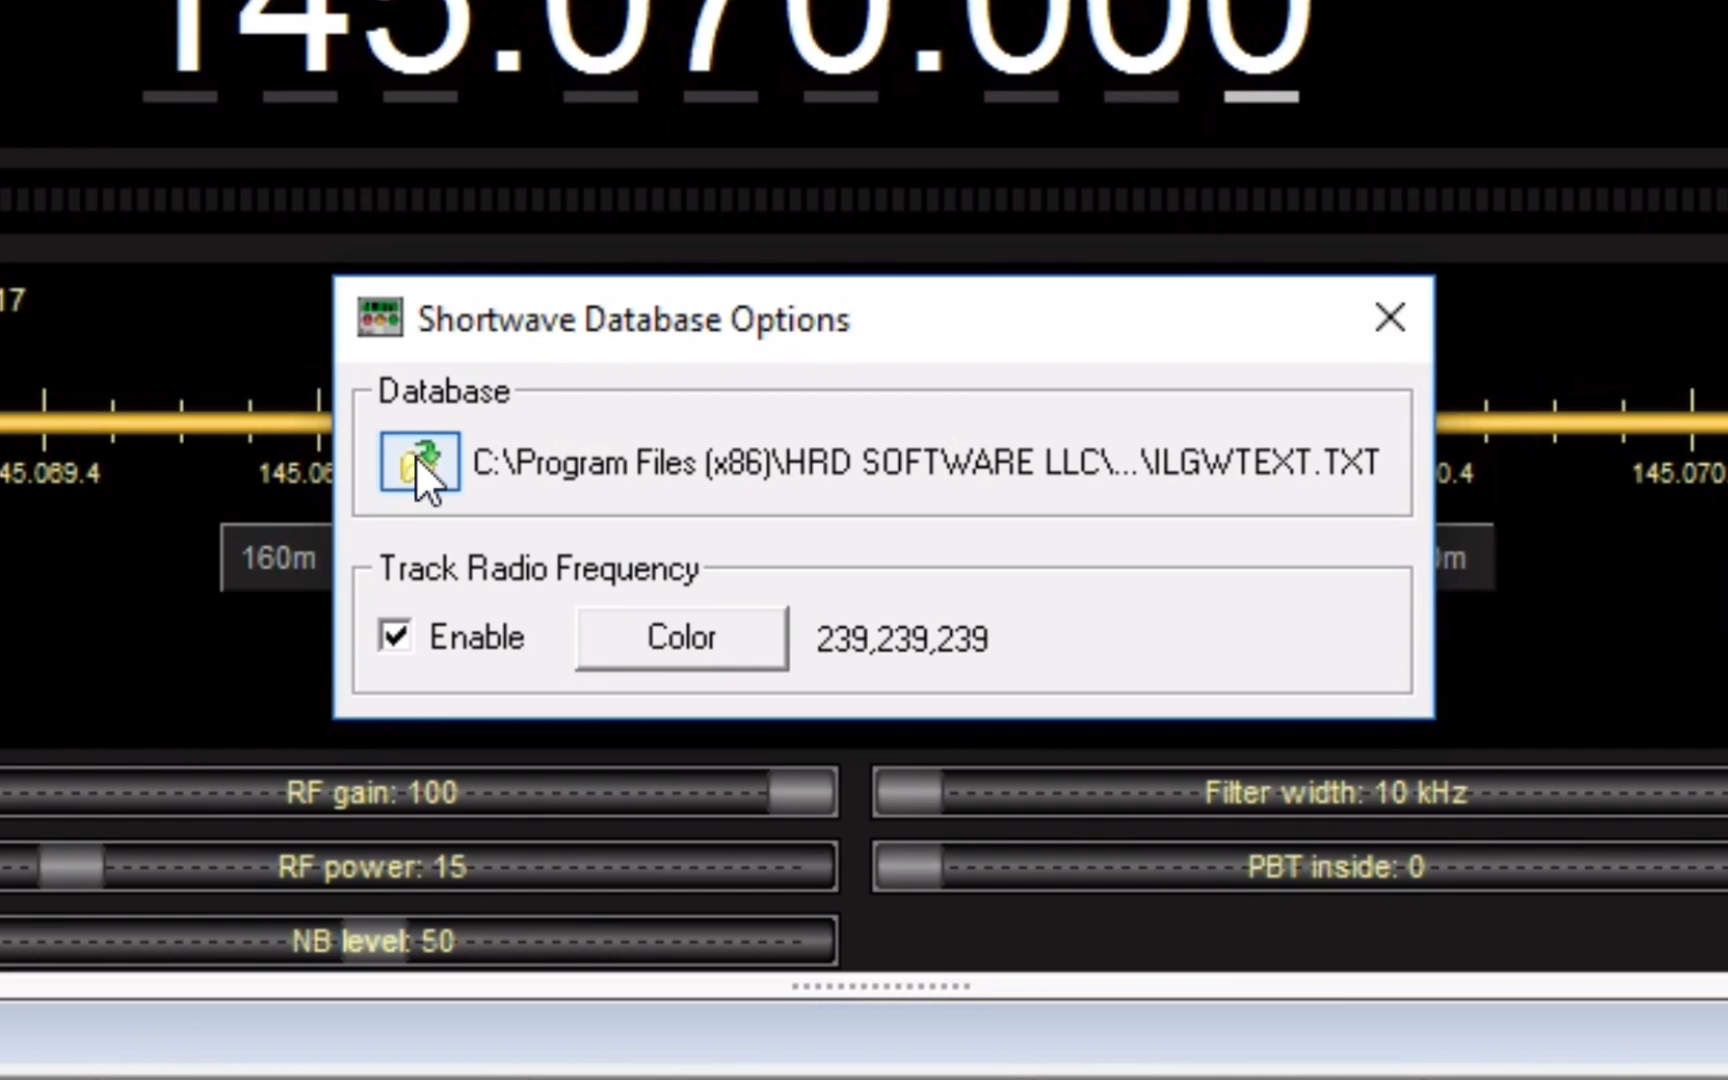 145.070.000
17
Shortwave Database Options
Database
C:\Program Files (x86)\HRD SOFTWARE LLC\...\ILGWTEXT.TXT
45.069.4
145.06
0.4
145.070
160m
0m
Track Radio Frequency
Enable
Color
239,239,239
RF gain: 100
Filter width: 10 kHz
RF power: 15
PBT inside: 0
NB level: 50